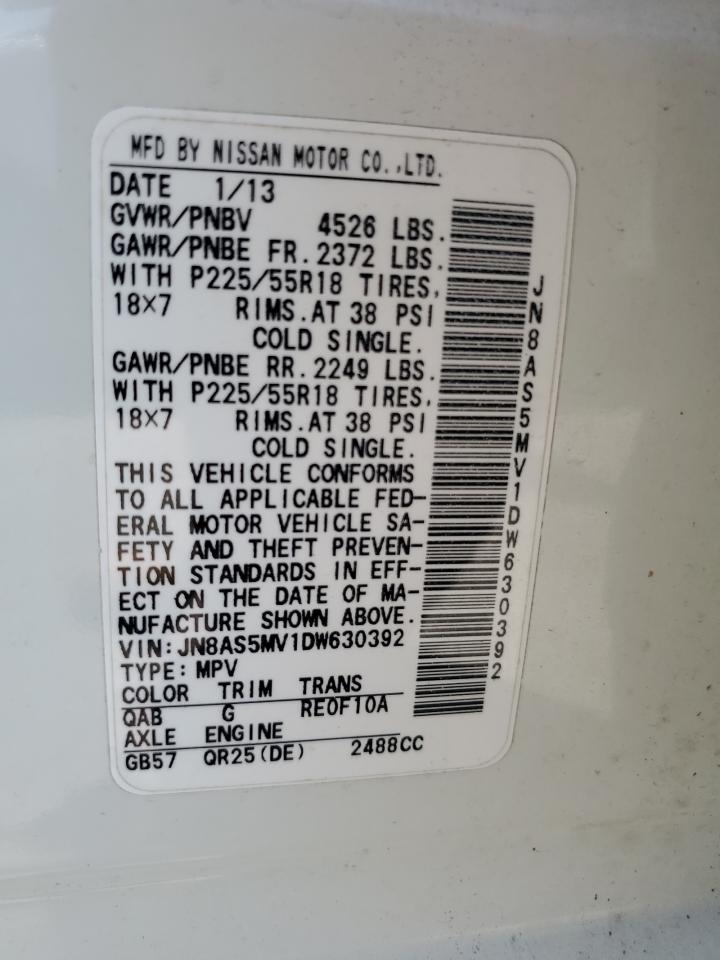 MFD BY NISSAN MOTOR CO.,LTD.
DATE 1/13
GVWR/PNBV 4526 LBS.
GAWR/PNBE FR. 2372 LBS.
WITH P225/55R18 TIRES,
18X7 RIMS. AT 38 PSI
COLD SINGLE.
GAWR/PNBE RR. 2249 LBS.
WITH P225/55R18 TIRES,
18X7 RIMS. AT 38 PSI
COLD SINGLE.
THIS VEHICLE CONFORMS
TO ALL APPLICABLE FED-
ERAL MOTOR VEHICLE SA-
FETY AND THEFT PREVEN-
TION STANDARDS IN EFF-
ECT ON THE DATE OF MA-
NUFACTURE SHOWN ABOVE.
VIN: JN8AS5MV1DW630392
TYPE: MPV
COLOR TRIM TRANS
QAB G RE0F10A
AXLE ENGINE
GB57 QR25(DE) 2488CC
JN8AS5MV1DW630392